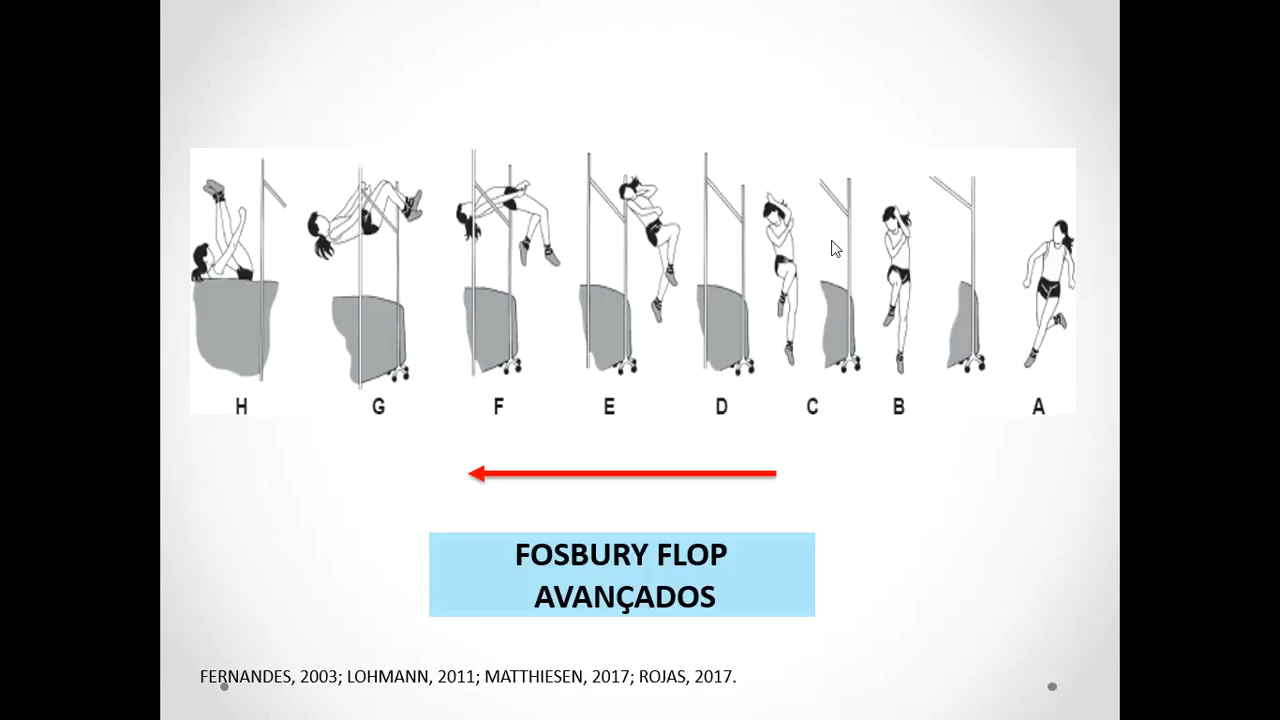 H G F E D C B A
FOSBURY FLOP
AVANÇADOS
FERNANDES, 2003; LOHMANN, 2011; MATTHIESEN, 2017; ROJAS, 2017.